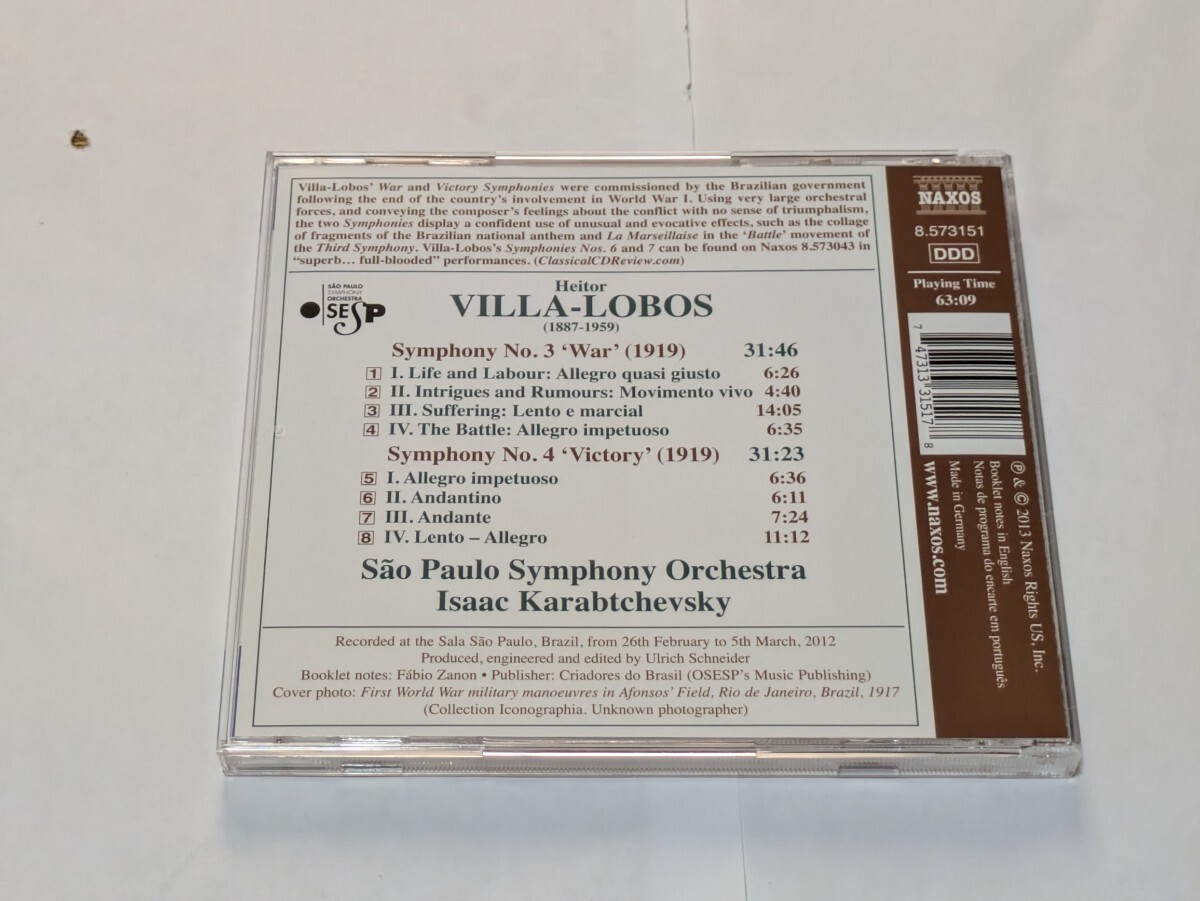 Villa-Lobos' War and Victory Symphonies were commissioned by the Brazilian government
following the end of the country's involvement in World War I. Using very large orchestral
forces, and conveying the composer's feelings about the conflict with no sense of triumphalism,
the two Symphonies display a confident use of unusual and evocative effects, such as the collage
of fragments of the Brazilian national anthem and La Marseillaise in the 'Battle' movement of
the Third Symphony. Villa-Lobos's Symphonies Nos. 6 and 7 can be found on Naxos 8.573043 in
"superb... full-blooded" performances. (ClassicalCDReview.com)
SÃO PAULO
SYMPHONY
ORCHESTRA
OSESP
Heitor
VILLA-LOBOS
(1887-1959)
Symphony No. 3 'War' (1919) 31:46
1 I. Life and Labour: Allegro quasi giusto 6:26
2 II. Intrigues and Rumours: Movimento vivo 4:40
3 III. Suffering: Lento e marcial 14:05
4 IV. The Battle: Allegro impetuoso 6:35
Symphony No. 4 'Victory' (1919) 31:23
5 I. Allegro impetuoso 6:36
6 II. Andantino 6:11
7 III. Andante 7:24
8 IV. Lento – Allegro 11:12
São Paulo Symphony Orchestra
Isaac Karabtchevsky
Recorded at the Sala São Paulo, Brazil, from 26th February to 5th March, 2012
Produced, engineered and edited by Ulrich Schneider
Booklet notes: Fábio Zanon • Publisher: Criadores do Brasil (OSESP's Music Publishing)
Cover photo: First World War military manoeuvres in Afonsos' Field, Rio de Janeiro, Brazil, 1917
(Collection Iconographia. Unknown photographer)
NAXOS
8.573151
DDD
Playing Time
63:09
7 47313 31517 8
℗ & © 2013 Naxos Rights US, Inc.
Booklet notes in English
Notas de programa do encarte em português
Made in Germany
www.naxos.com